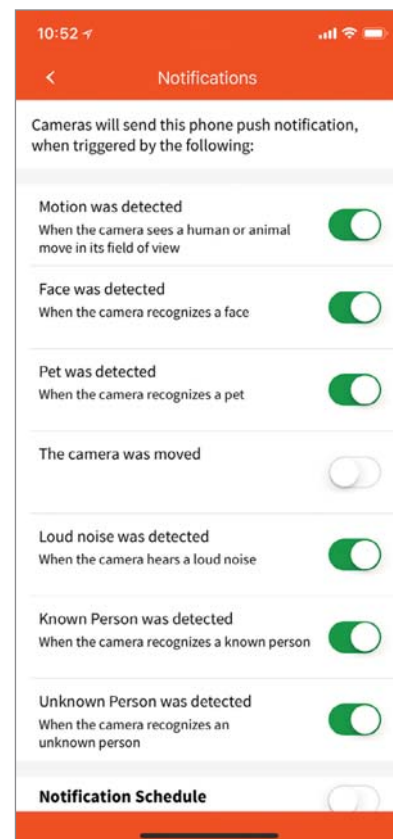 10:52
Notifications
Cameras will send this phone push notification,
when triggered by the following:
Motion was detected
When the camera sees a human or animal
move in its field of view
Face was detected
When the camera recognizes a face
Pet was detected
When the camera recognizes a pet
The camera was moved
Loud noise was detected
When the camera hears a loud noise
Known Person was detected
When the camera recognizes a known person
Unknown Person was detected
When the camera recognizes an
unknown person
Notification Schedule